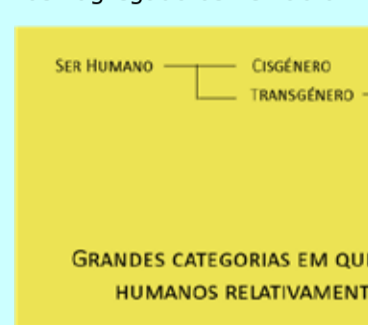 SER HUMANO CISGÉNERO
TRANSGÉNERO
GRANDES CATEGORIAS EM QU
HUMANOS RELATIVAMENT